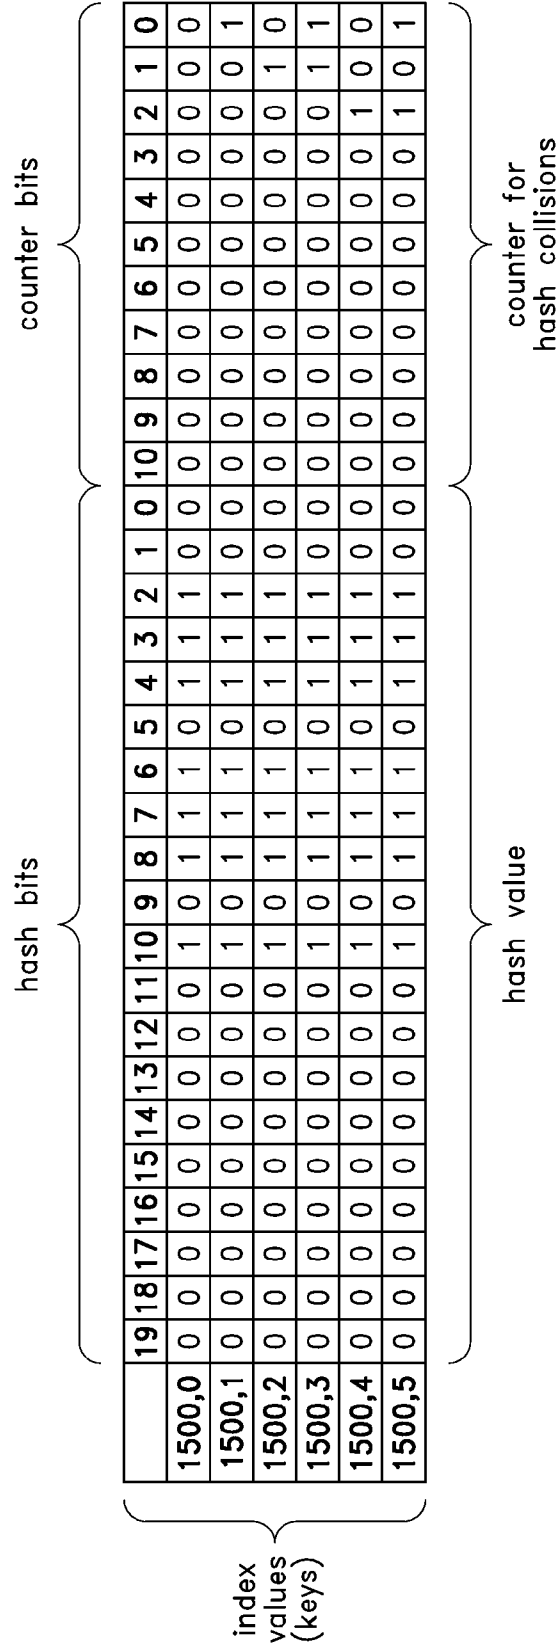 hash bits
counter bits
19 18 17 16 15 14 13 12 11 10 9 8 7 6 5 4 3 2 1 0 10 9 8 7 6 5 4 3 2 1 0
1500,0 0 0 0 0 0 0 0 0 0 1 0 1 1 1 0 1 1 1 0 0 0 0 0 0 0 0 0 0 0 0 0
1500,1 0 0 0 0 0 0 0 0 0 1 0 1 1 1 0 1 1 1 0 0 0 0 0 0 0 0 0 0 0 0 1
1500,2 0 0 0 0 0 0 0 0 0 1 0 1 1 1 0 1 1 1 0 0 0 0 0 0 0 0 0 0 0 1 0
1500,3 0 0 0 0 0 0 0 0 0 1 0 1 1 1 0 1 1 1 0 0 0 0 0 0 0 0 0 0 0 1 1
1500,4 0 0 0 0 0 0 0 0 0 1 0 1 1 1 0 1 1 1 0 0 0 0 0 0 0 0 0 0 1 0 0
1500,5 0 0 0 0 0 0 0 0 0 1 0 1 1 1 0 1 1 1 0 0 0 0 0 0 0 0 0 0 1 0 1
index
values
(keys)
hash value
counter for
hash collisions